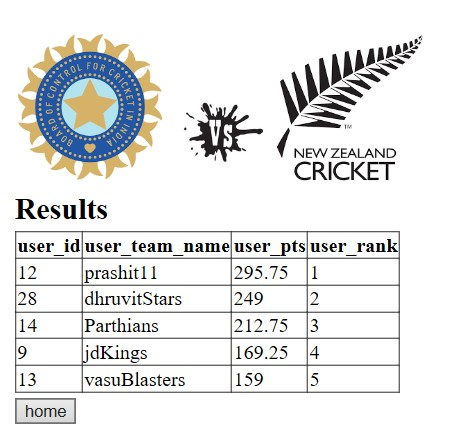 BOARD OF CONTROL FOR CRICKET IN INDIA
VS
TM
NEW ZEALAND
CRICKET
Results
user_id user_team_name user_pts user_rank
12 prashit11 295.75 1
28 dhruvitStars 249 2
14 Parthians 212.75 3
9 jdKings 169.25 4
13 vasuBlasters 159 5
home